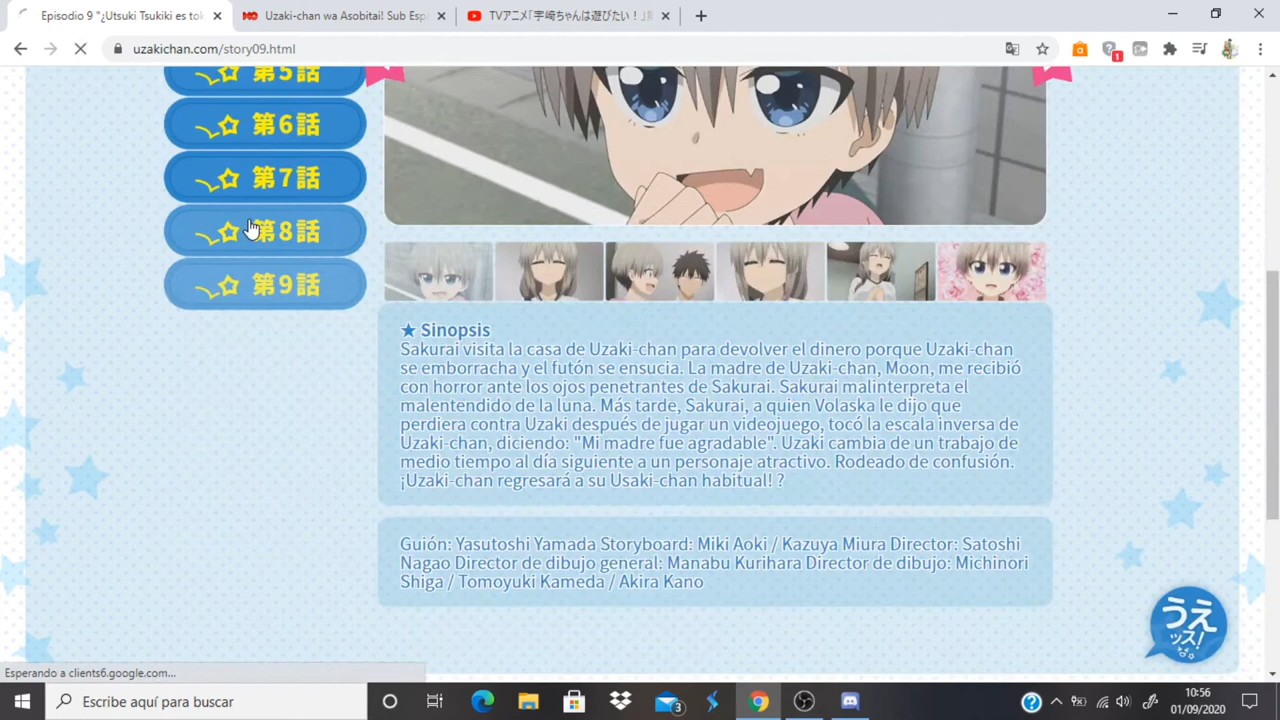 Episodio 9 "¿Utsuki Tsukiki es tok
Uzaki-chan wa Asobitai! Sub Esp
TVアニメ「宇崎ちゃんは遊びたい！」
uzakichan.com/story09.html
1
第5話
第6話
第7話
第8話
第9話
★ Sinopsis
Sakurai visita la casa de Uzaki-chan para devolver el dinero porque Uzaki-chan
se emborracha y el futón se ensucia. La madre de Uzaki-chan, Moon, me recibió
con horror ante los ojos penetrantes de Sakurai. Sakurai malinterpreta el
malentendido de la luna. Más tarde, Sakurai, a quien Volaska le dijo que
perdiera contra Uzaki después de jugar un videojuego, tocó la escala inversa de
Uzaki-chan, diciendo: "Mi madre fue agradable". Uzaki cambia de un trabajo de
medio tiempo al día siguiente a un personaje atractivo. Rodeado de confusión.
¡Uzaki-chan regresará a su Usaki-chan habitual! ?
Guión: Yasutoshi Yamada Storyboard: Miki Aoki / Kazuya Miura Director: Satoshi
Nagao Director de dibujo general: Manabu Kurihara Director de dibujo: Michinori
Shiga / Tomoyuki Kameda / Akira Kano
うえ
ッス!
Esperando a clients6.google.com...
Escribe aquí para buscar
3
10:56
01/09/2020